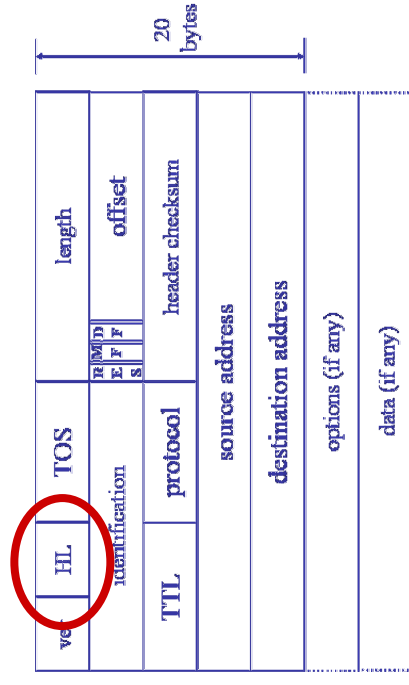 20
bytes
ver HL TOS length
identification R M D offset
E F F
S
TTL protocol header checksum
source address
destination address
options (if any)
data (if any)